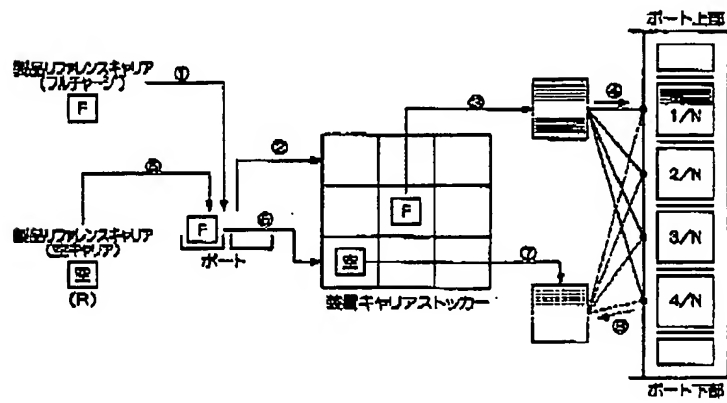 ポート上部
製品リファレンスキャリア
(フルチャージ)
F
①
②
③
④
1/N
2/N
3/N
4/N
⑤
製品リファレンスキャリア
(空キャリア)
空
(R)
F
ポート
⑥
F
空
装置キャリアストッカー
⑦
⑧
ポート下部